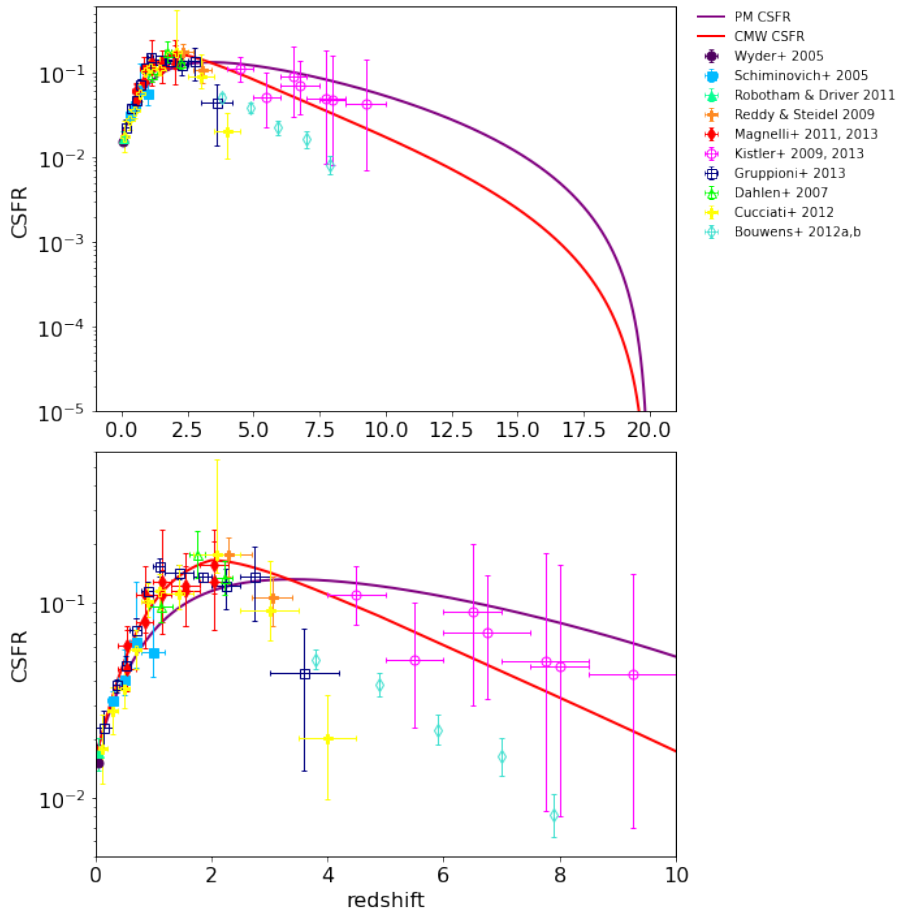 CSFR
10⁻¹
10⁻²
10⁻³
10⁻⁴
10⁻⁵
0.0 2.5 5.0 7.5 10.0 12.5 15.0 17.5 20.0
PM CSFR
CMW CSFR
Wyder+ 2005
Schiminovich+ 2005
Robotham & Driver 2011
Reddy & Steidel 2009
Magnelli+ 2011, 2013
Kistler+ 2009, 2013
Gruppioni+ 2013
Dahlen+ 2007
Cucciati+ 2012
Bouwens+ 2012a,b
CSFR
10⁻¹
10⁻²
0 2 4 6 8 10
redshift